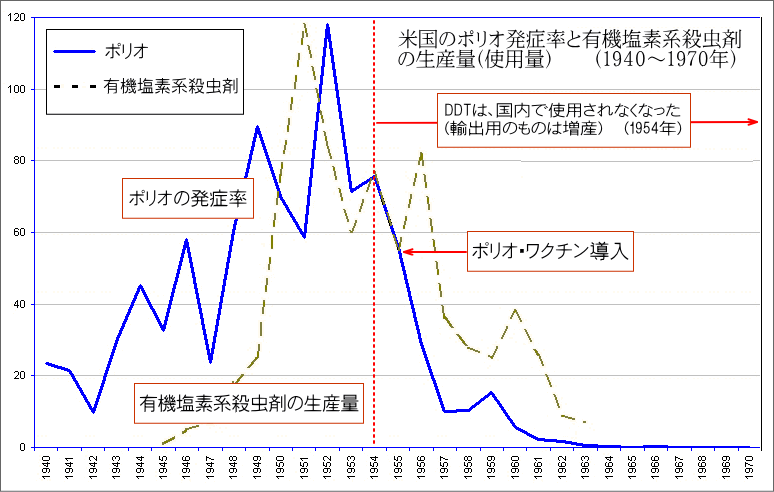 米国のポリオ発症率と有機塩素系殺虫剤
の生産量(使用量) (1940～1970年)
ポリオ
有機塩素系殺虫剤
DDTは、国内で使用されなくなった
(輸出用のものは増産) (1954年)
ポリオの発症率
ポリオ・ワクチン導入
有機塩素系殺虫剤の生産量
120
100
80
60
40
20
0
1940 1941 1942 1943 1944 1945 1946 1947 1948 1949 1950 1951 1952 1953 1954 1955 1956 1957 1958 1959 1960 1961 1962 1963 1964 1965 1966 1967 1968 1969 1970